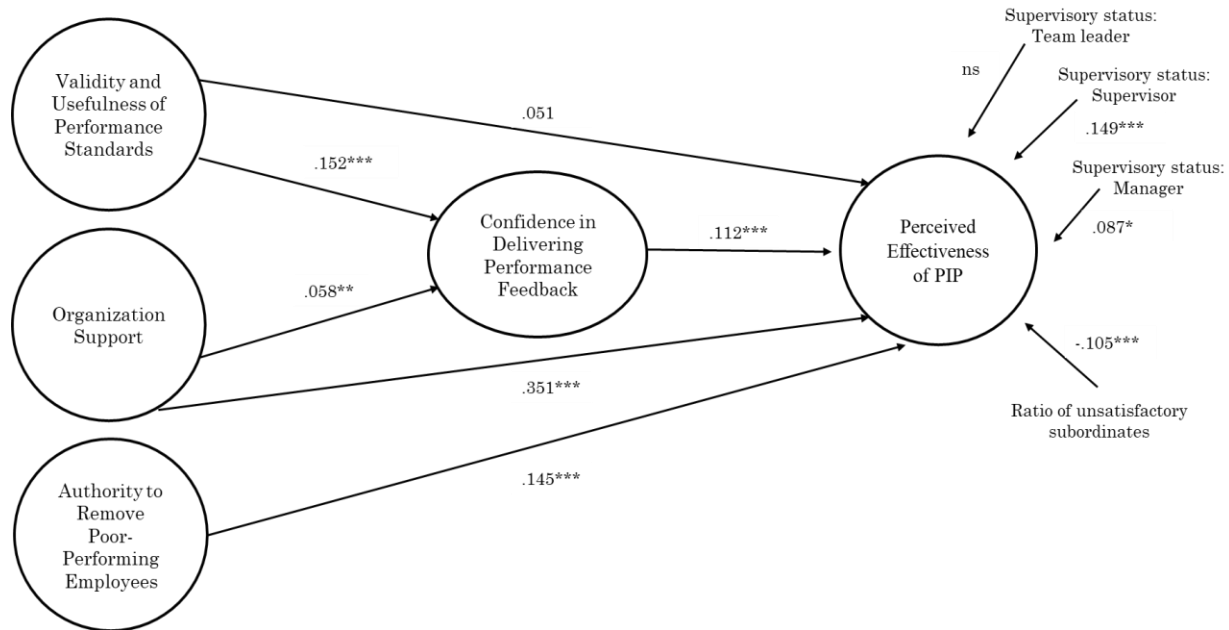 Supervisory status:
Team leader
ns
Supervisory status:
Supervisor
.149***
Supervisory status:
Manager
.087*
Validity and
Usefulness of
Performance
Standards
.051
.152***
Confidence in
Delivering
Performance
Feedback
.112***
Perceived
Effectiveness
of PIP
Organization
Support
.058**
.351***
-.105***
Ratio of unsatisfactory
subordinates
Authority to
Remove
Poor-
Performing
Employees
.145***